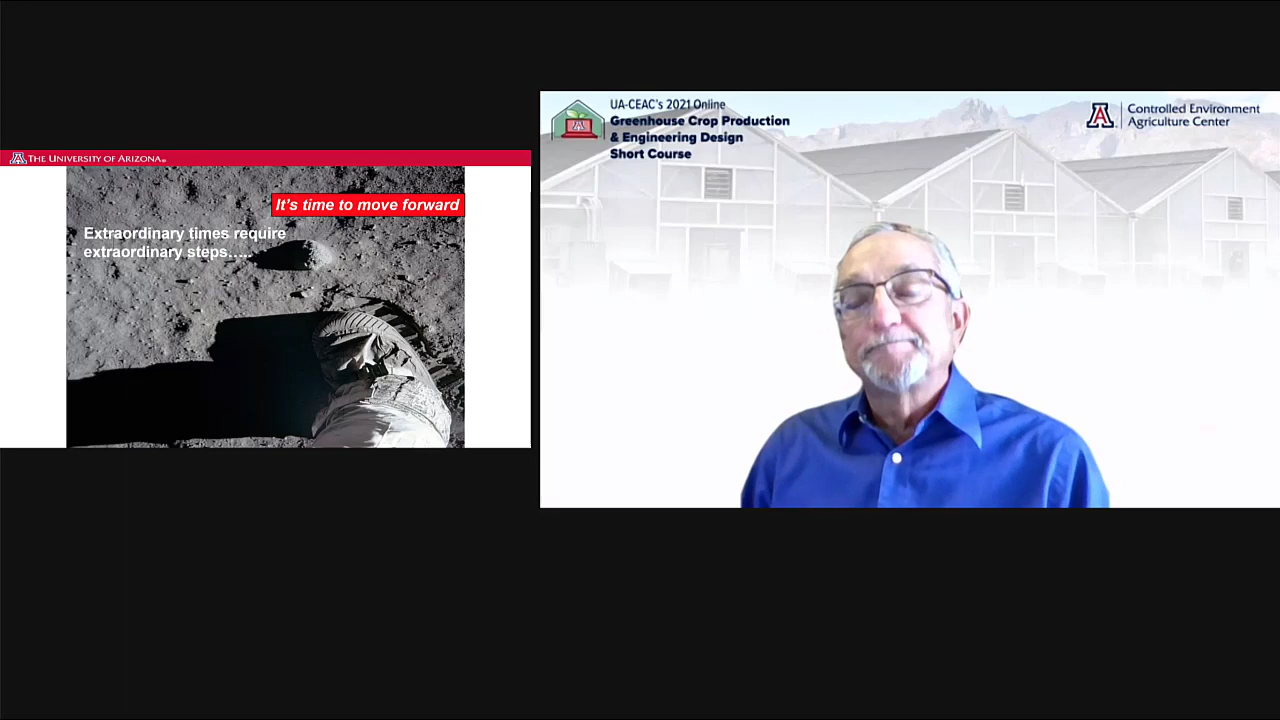 THE UNIVERSITY OF ARIZONA®
It's time to move forward
Extraordinary times require
extraordinary steps…..
UA-CEAC's 2021 Online
Greenhouse Crop Production
& Engineering Design
Short Course
A
Controlled Environment
Agriculture Center